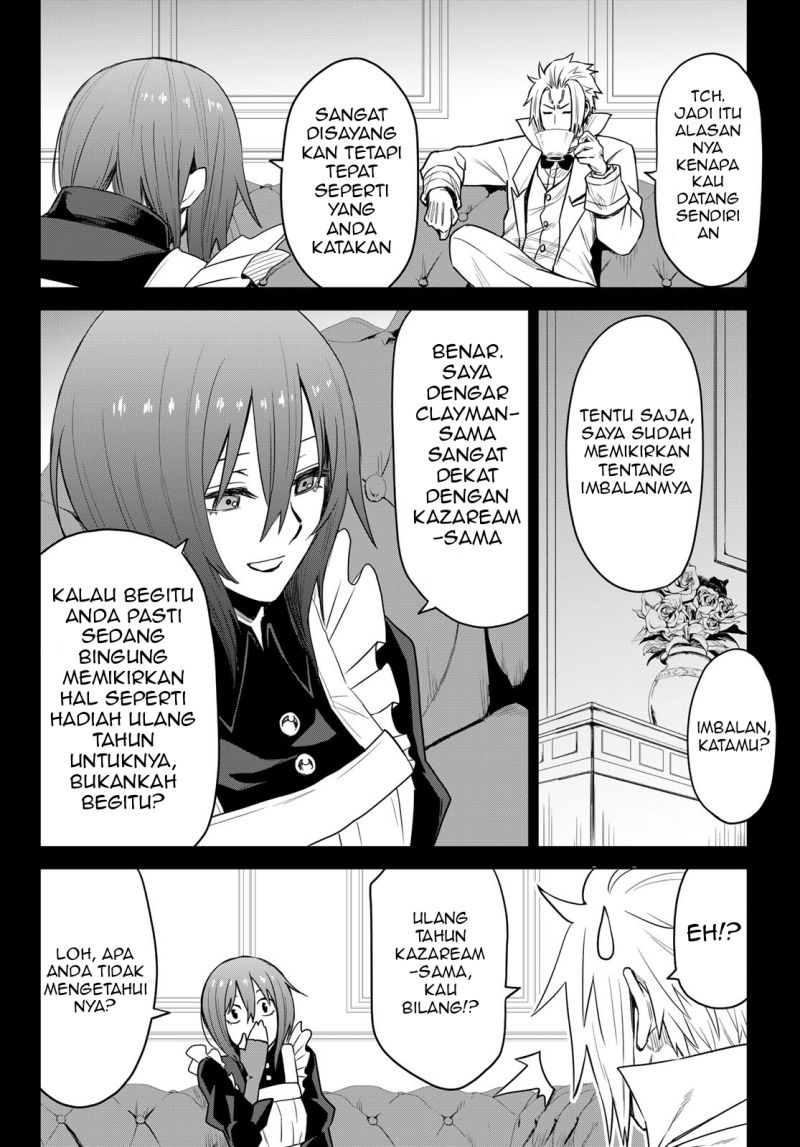 TCH.
JADI ITU
ALASAN
NYA
KENAPA
KAU
DATANG
SENDIRI
AN
SANGAT
DISAYANG
KAN TETAPI
TEPAT
SEPERTI
YANG
ANDA
KATAKAN
TENTU SAJA,
SAYA SUDAH
MEMIKIRKAN
TENTANG
IMBALANMYA
IMBALAN,
KATAMU?
BENAR.
SAYA
DENGAR
CLAYMAN-
SAMA
SANGAT
DEKAT
DENGAN
KAZAREAM
-SAMA
KALAU BEGITU
ANDA PASTI
SEDANG
BINGUNG
MEMIKIRKAN
HAL SEPERTI
HADIAH ULANG
TAHUN
UNTUKNYA,
BUKANKAH
BEGITU?
EH!?
ULANG
TAHUN
KAZAREAM
-SAMA,
KAU
BILANG!?
LOH, APA
ANDA TIDAK
MENGETAHUI
NYA?